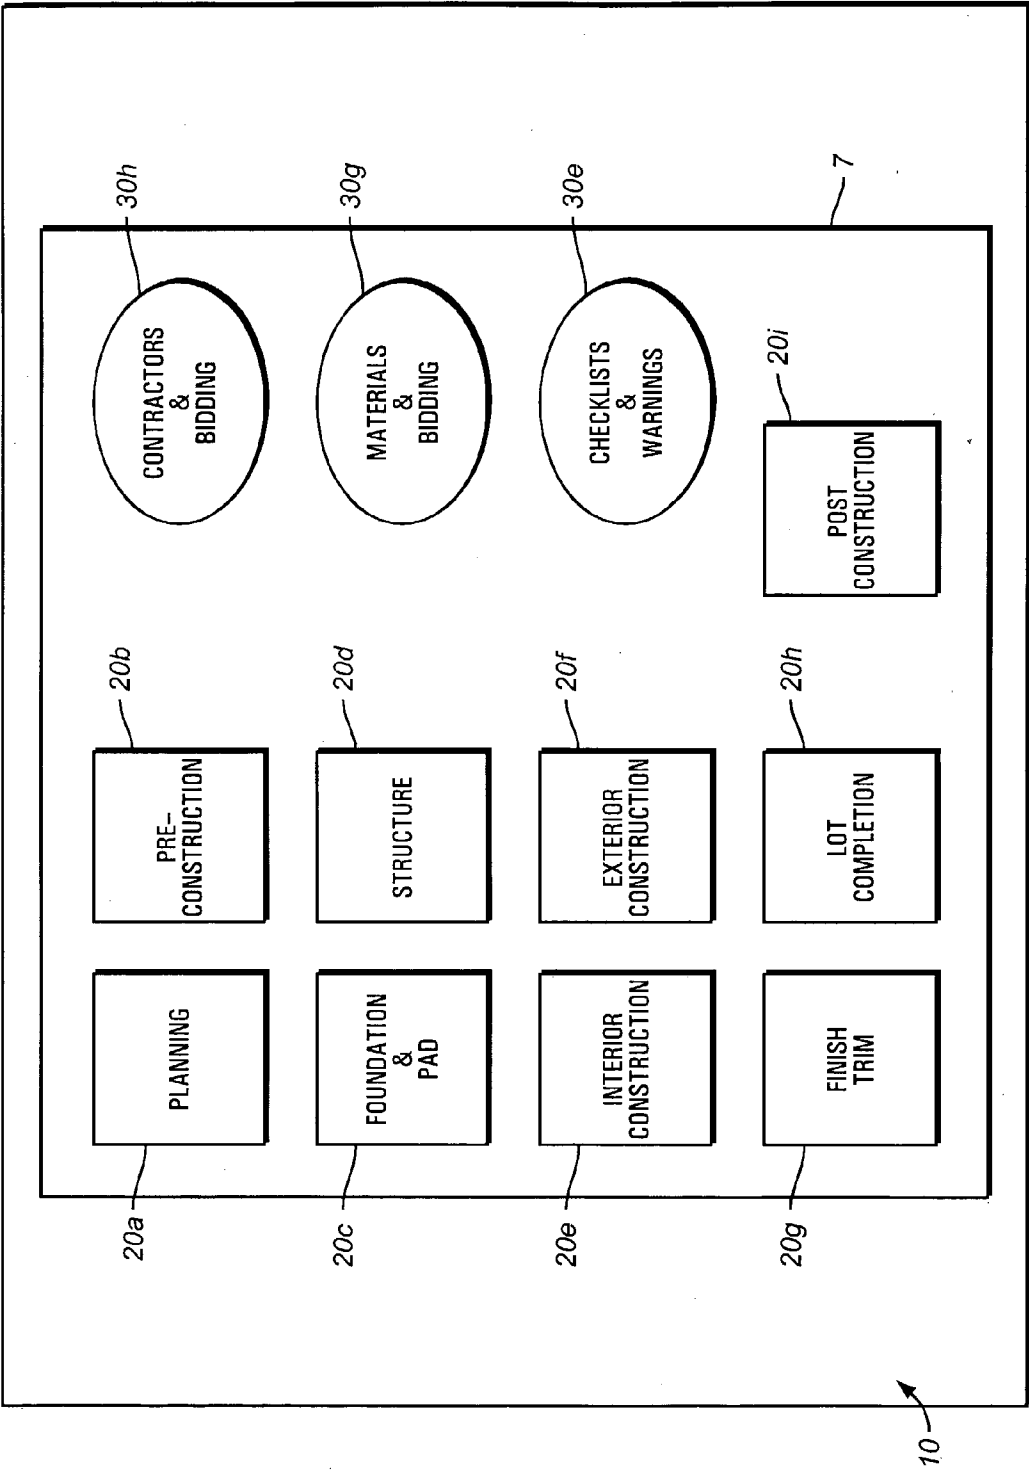 20a
PLANNING
20b
PRE-
CONSTRUCTION
30h
CONTRACTORS
&
BIDDING
20c
FOUNDATION
&
PAD
20d
STRUCTURE
30g
MATERIALS
&
BIDDING
20e
INTERIOR
CONSTRUCTION
20f
EXTERIOR
CONSTRUCTION
30e
CHECKLISTS
&
WARNINGS
20g
FINISH
TRIM
20h
LOT
COMPLETION
20i
POST
CONSTRUCTION
7
10